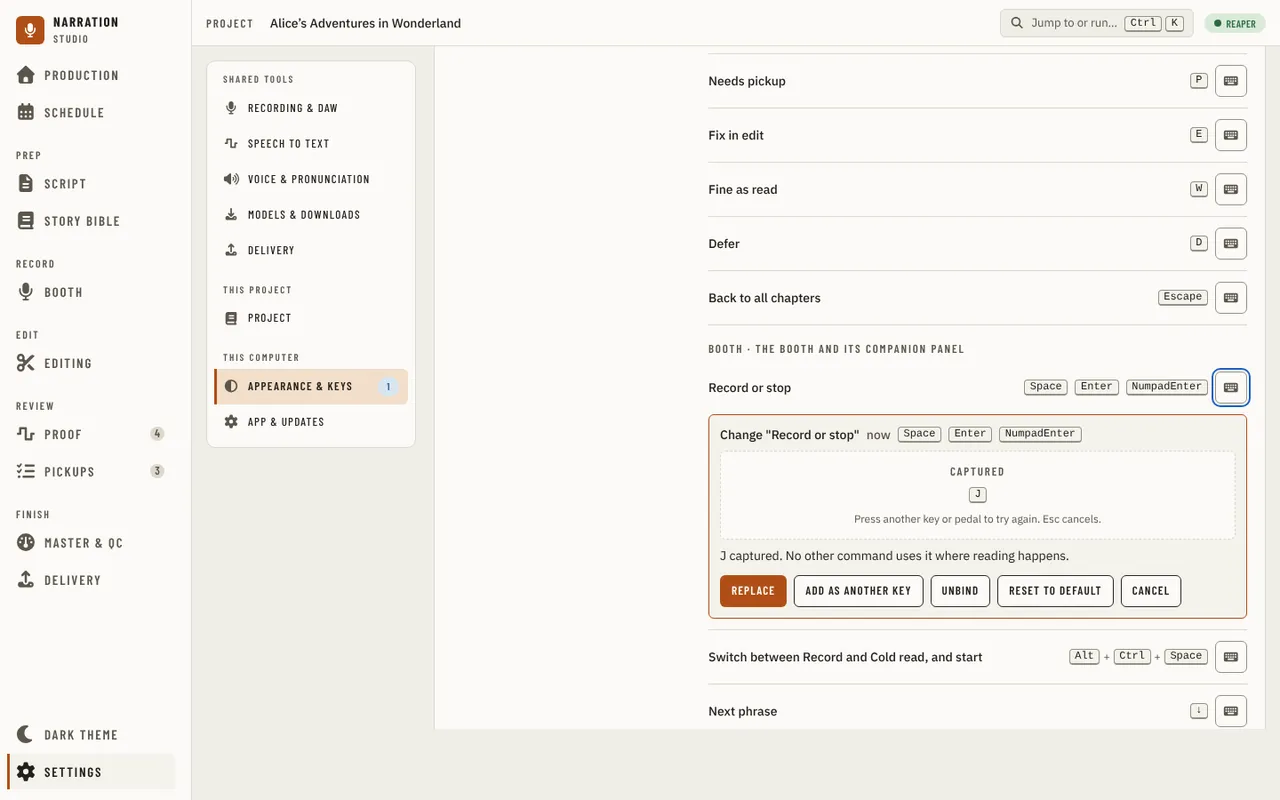 NARRATION
STUDIO
PRODUCTION
SCHEDULE
PREP
SCRIPT
STORY BIBLE
RECORD
BOOTH
EDIT
EDITING
REVIEW
PROOF 4
PICKUPS 3
FINISH
MASTER & QC
DELIVERY
DARK THEME
SETTINGS
PROJECT Alice's Adventures in Wonderland
Jump to or run... Ctrl K
REAPER
SHARED TOOLS
RECORDING & DAW
SPEECH TO TEXT
VOICE & PRONUNCIATION
MODELS & DOWNLOADS
DELIVERY
THIS PROJECT
PROJECT
THIS COMPUTER
APPEARANCE & KEYS 1
APP & UPDATES
Needs pickup P
Fix in edit E
Fine as read W
Defer D
Back to all chapters Escape
BOOTH · THE BOOTH AND ITS COMPANION PANEL
Record or stop Space Enter NumpadEnter
Change "Record or stop" now Space Enter NumpadEnter
CAPTURED
J
Press another key or pedal to try again. Esc cancels.
J captured. No other command uses it where reading happens.
REPLACE ADD AS ANOTHER KEY UNBIND RESET TO DEFAULT CANCEL
Switch between Record and Cold read, and start Alt + Ctrl + Space
Next phrase ↓